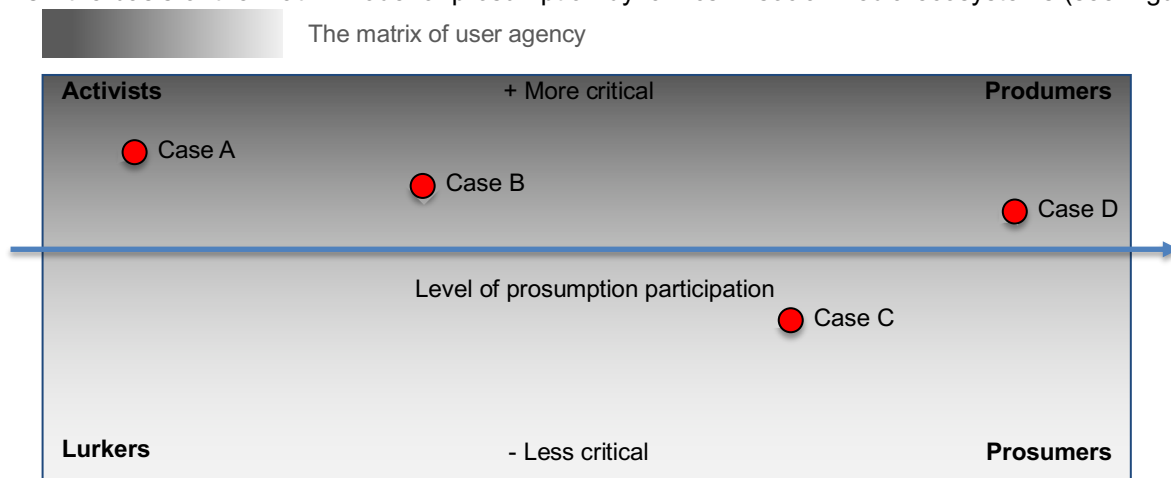 The matrix of user agency
Activists + More critical Produmers
Case A
Case B
Case D
Level of prosumption participation
Case C
Lurkers - Less critical Prosumers